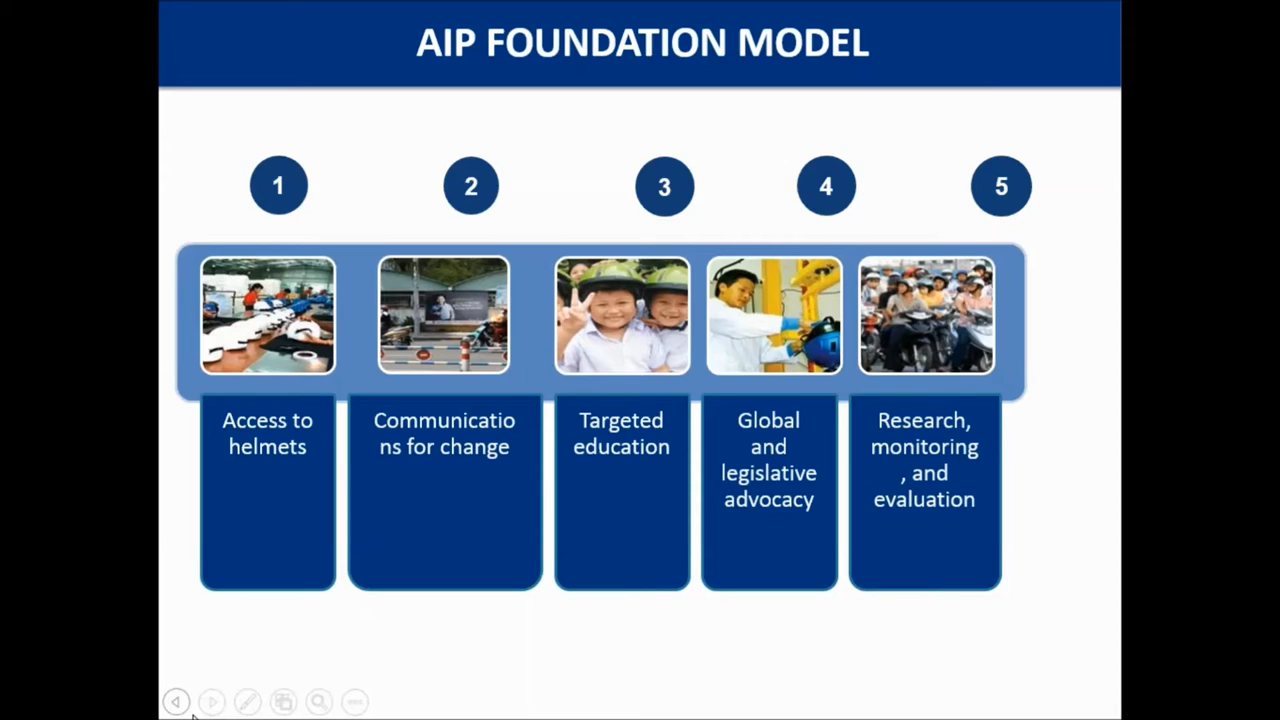 AIP FOUNDATION MODEL
1
2
3
4
5
Access to
helmets
Communicatio
ns for change
Targeted
education
Global
and
legislative
advocacy
Research,
monitoring
, and
evaluation